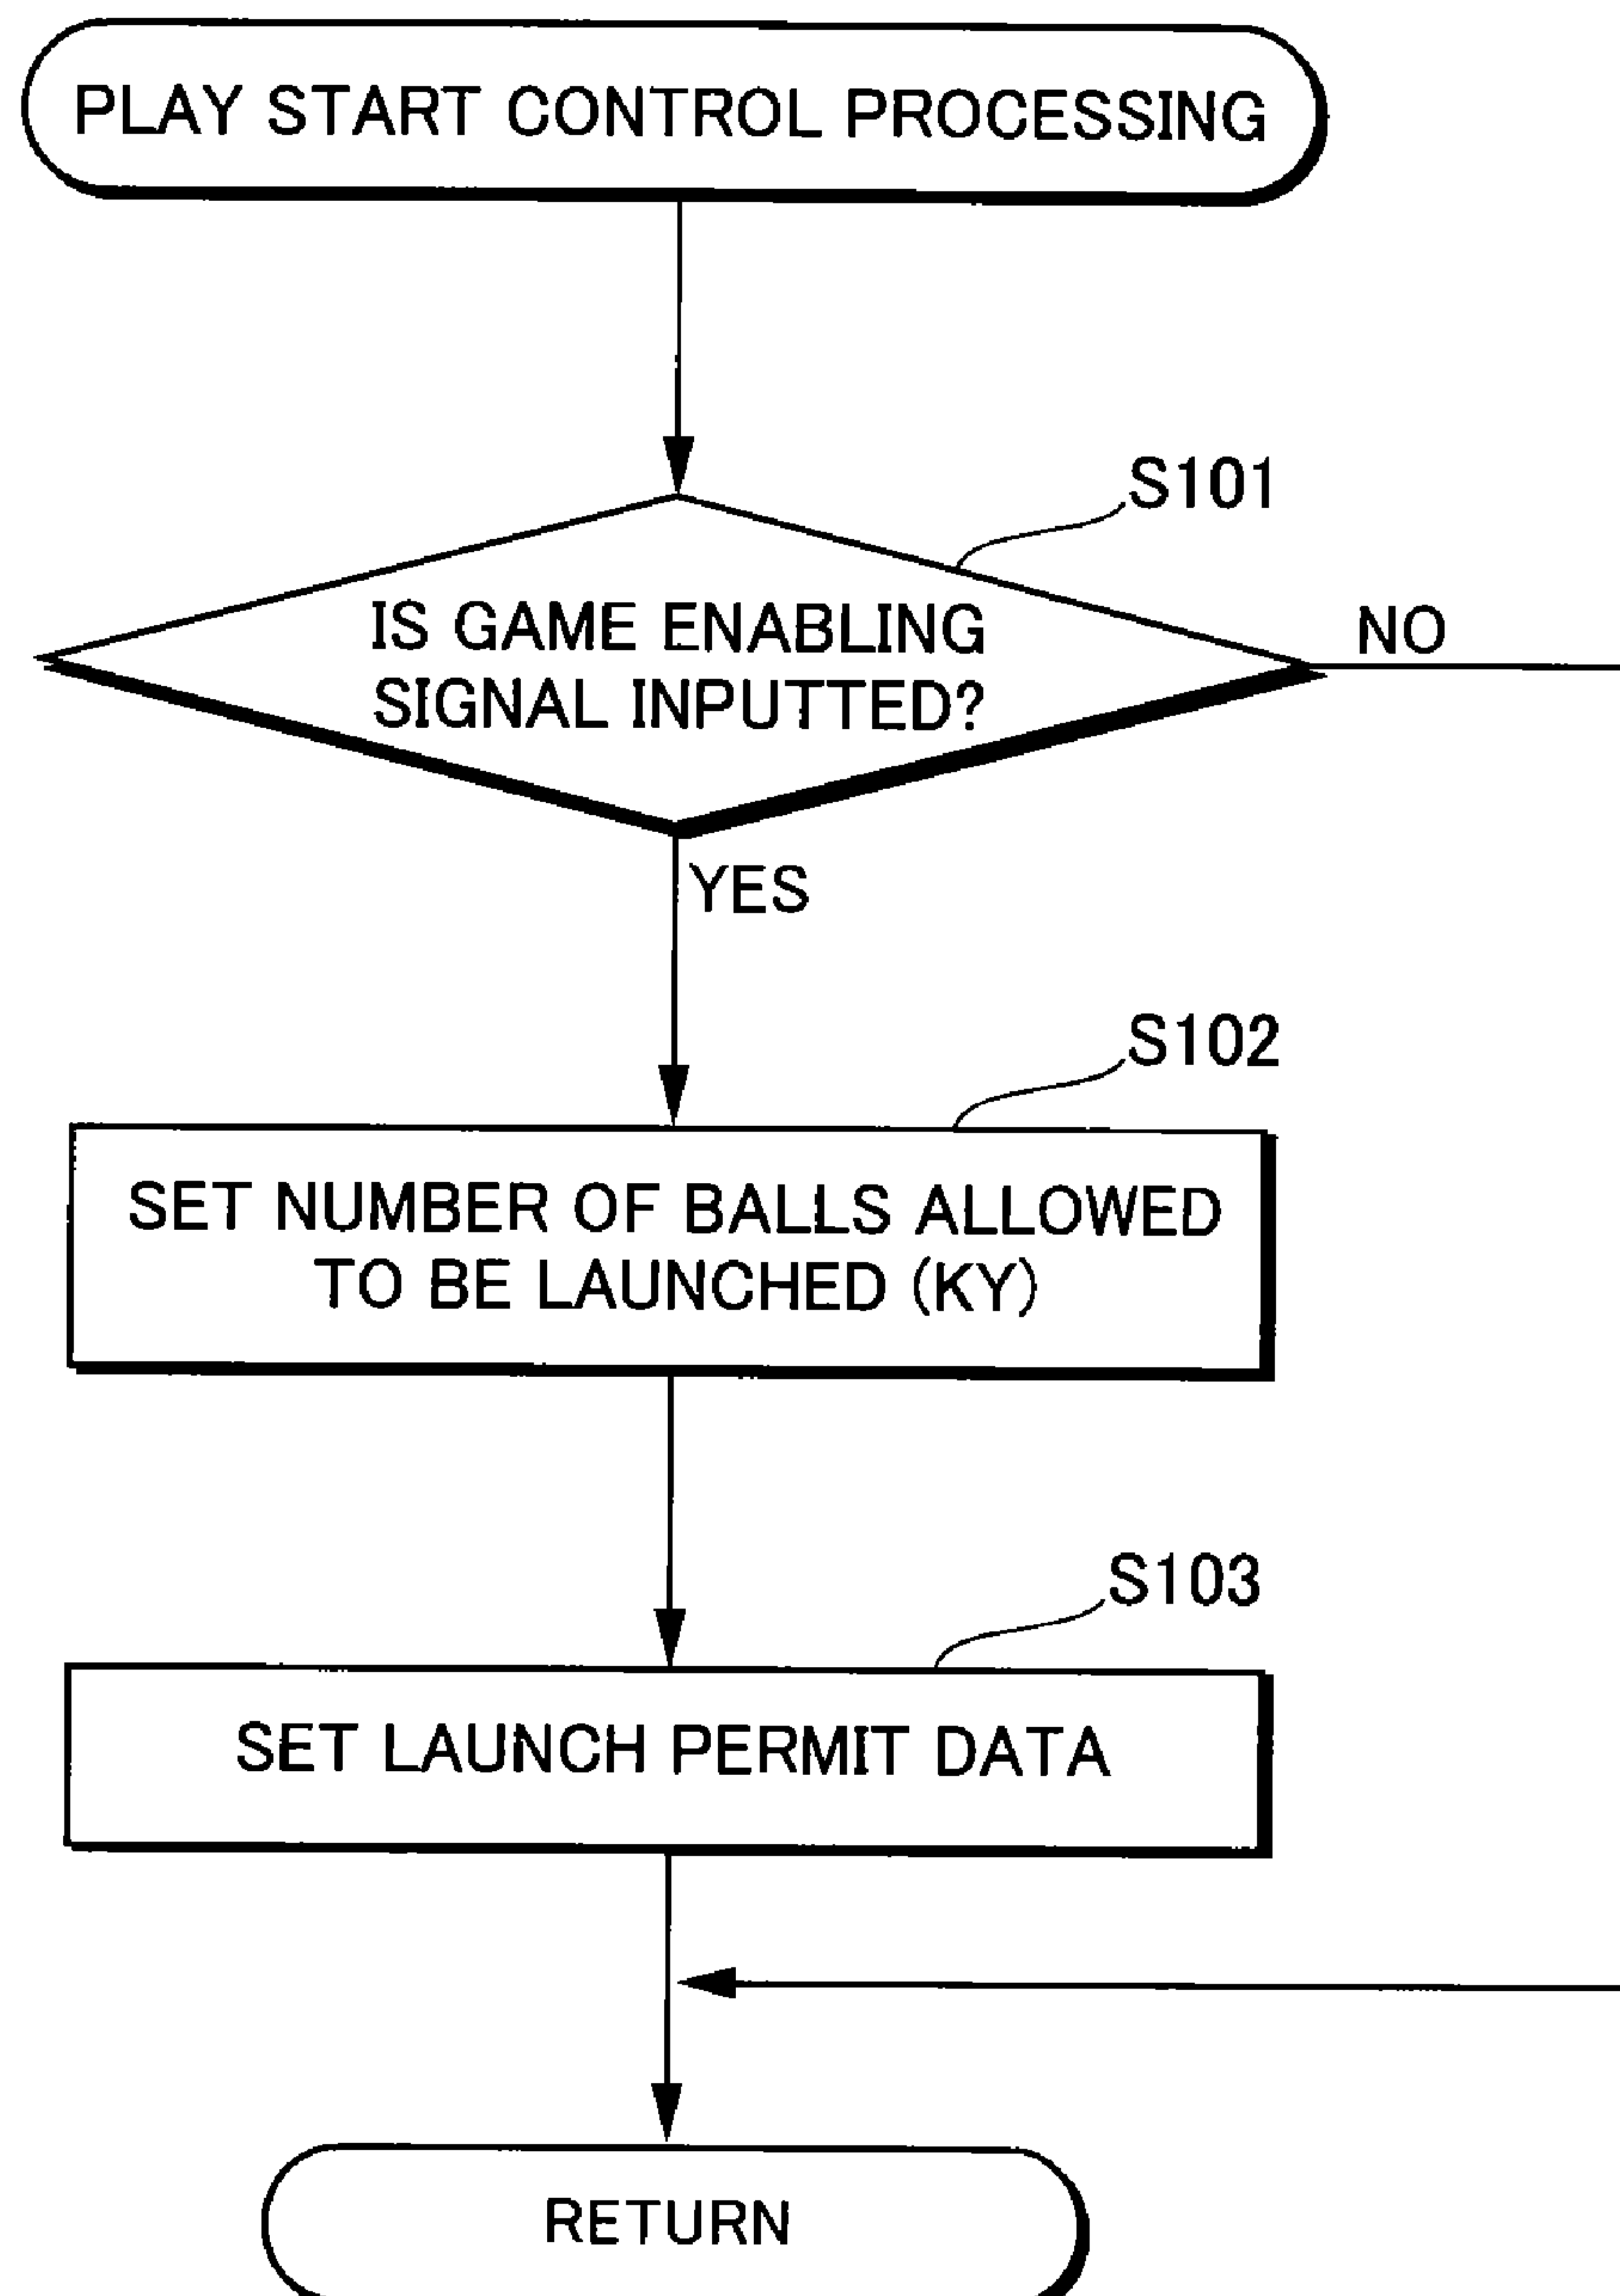 PLAY START CONTROL PROCESSING
S101
IS GAME ENABLING
SIGNAL INPUTTED?
NO
YES
S102
SET NUMBER OF BALLS ALLOWED
TO BE LAUNCHED (KY)
S103
SET LAUNCH PERMIT DATA
RETURN